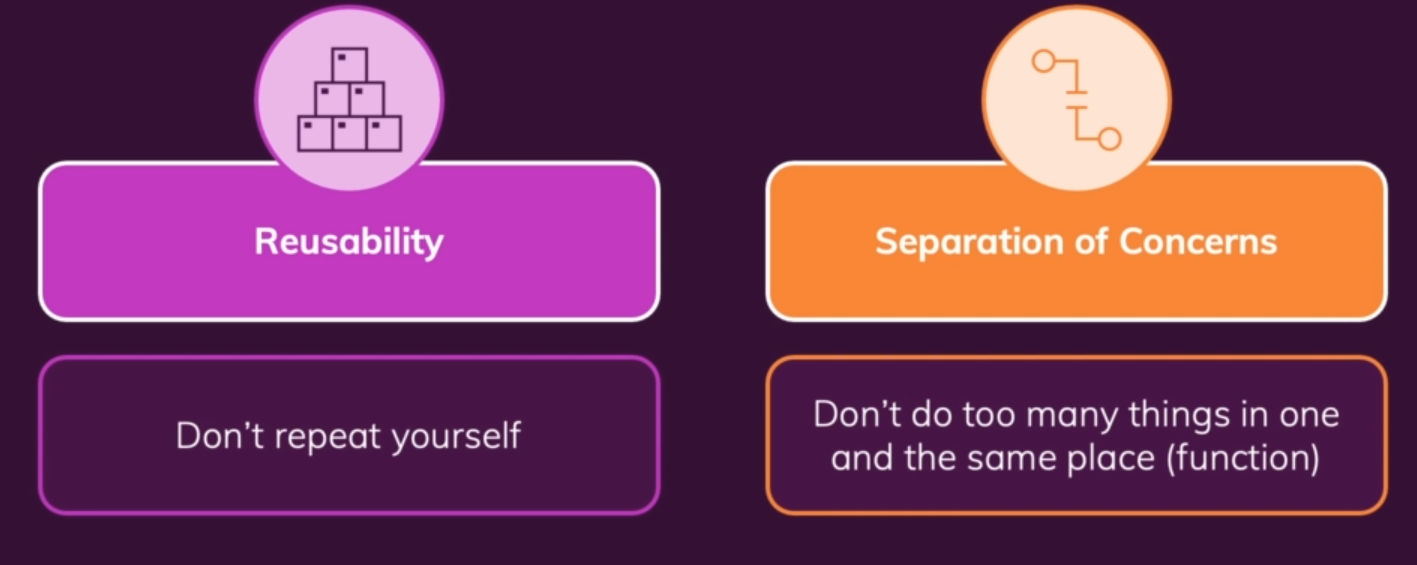 Reusability
Don't repeat yourself
Separation of Concerns
Don't do too many things in one
and the same place (function)